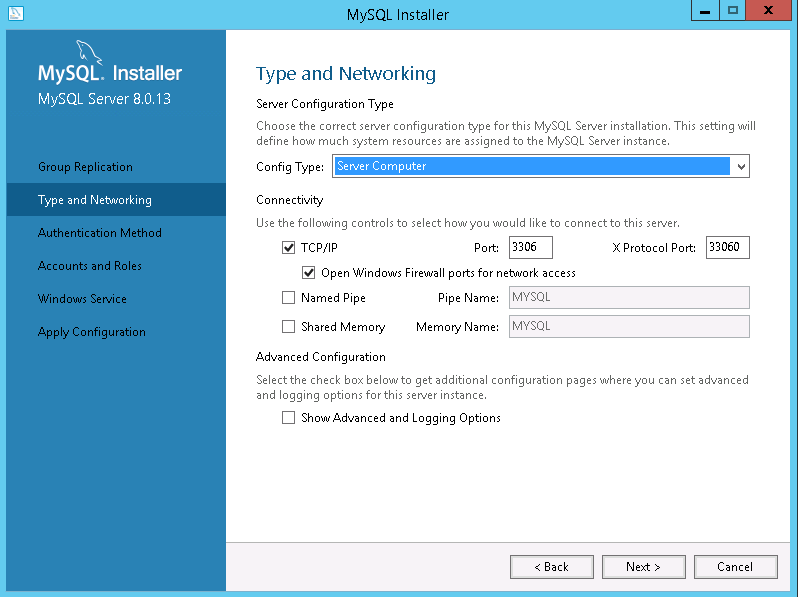 MySQL Installer
MySQL. Installer
MySQL Server 8.0.13
Group Replication
Type and Networking
Authentication Method
Accounts and Roles
Windows Service
Apply Configuration
Type and Networking
Server Configuration Type
Choose the correct server configuration type for this MySQL Server installation. This setting will
define how much system resources are assigned to the MySQL Server instance.
Config Type: Server Computer
Connectivity
Use the following controls to select how you would like to connect to this server.
TCP/IP Port: 3306 X Protocol Port: 33060
Open Windows Firewall ports for network access
Named Pipe Pipe Name: MYSQL
Shared Memory Memory Name: MYSQL
Advanced Configuration
Select the check box below to get additional configuration pages where you can set advanced
and logging options for this server instance.
Show Advanced and Logging Options
< Back Next > Cancel